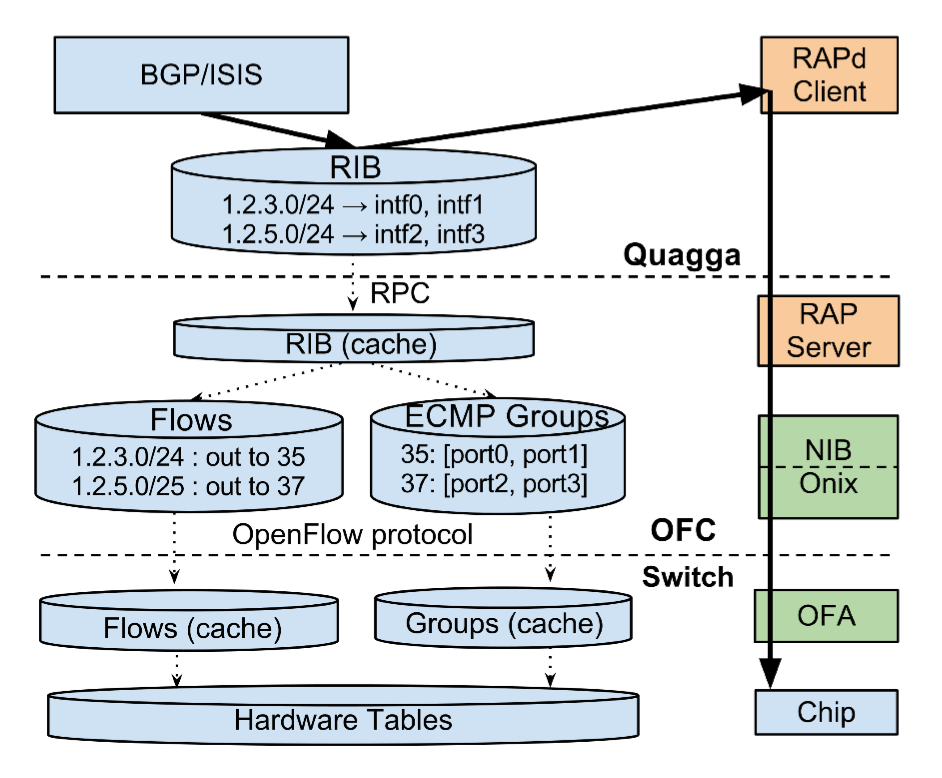 BGP/ISIS
RAPd
Client
RIB
1.2.3.0/24 → intf0, intf1
1.2.5.0/24 → intf2, intf3
Quagga
RPC
RAP
Server
RIB (cache)
Flows
1.2.3.0/24 : out to 35
1.2.5.0/25 : out to 37
ECMP Groups
35: [port0, port1]
37: [port2, port3]
NIB
Onix
OpenFlow protocol
OFC
Switch
Flows (cache)
Groups (cache)
OFA
Hardware Tables
Chip